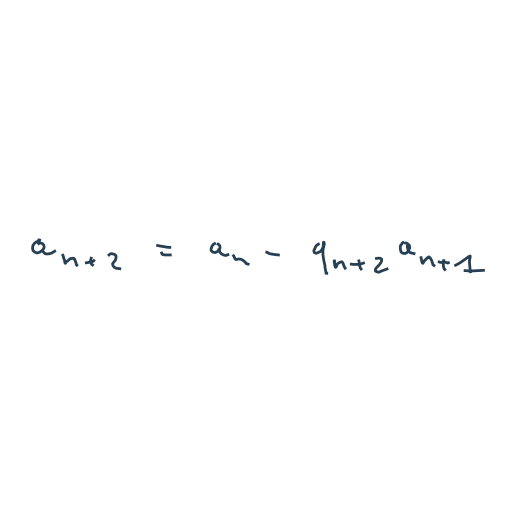 a_{n+2} = a_n - q_{n+2} a_{n+1}